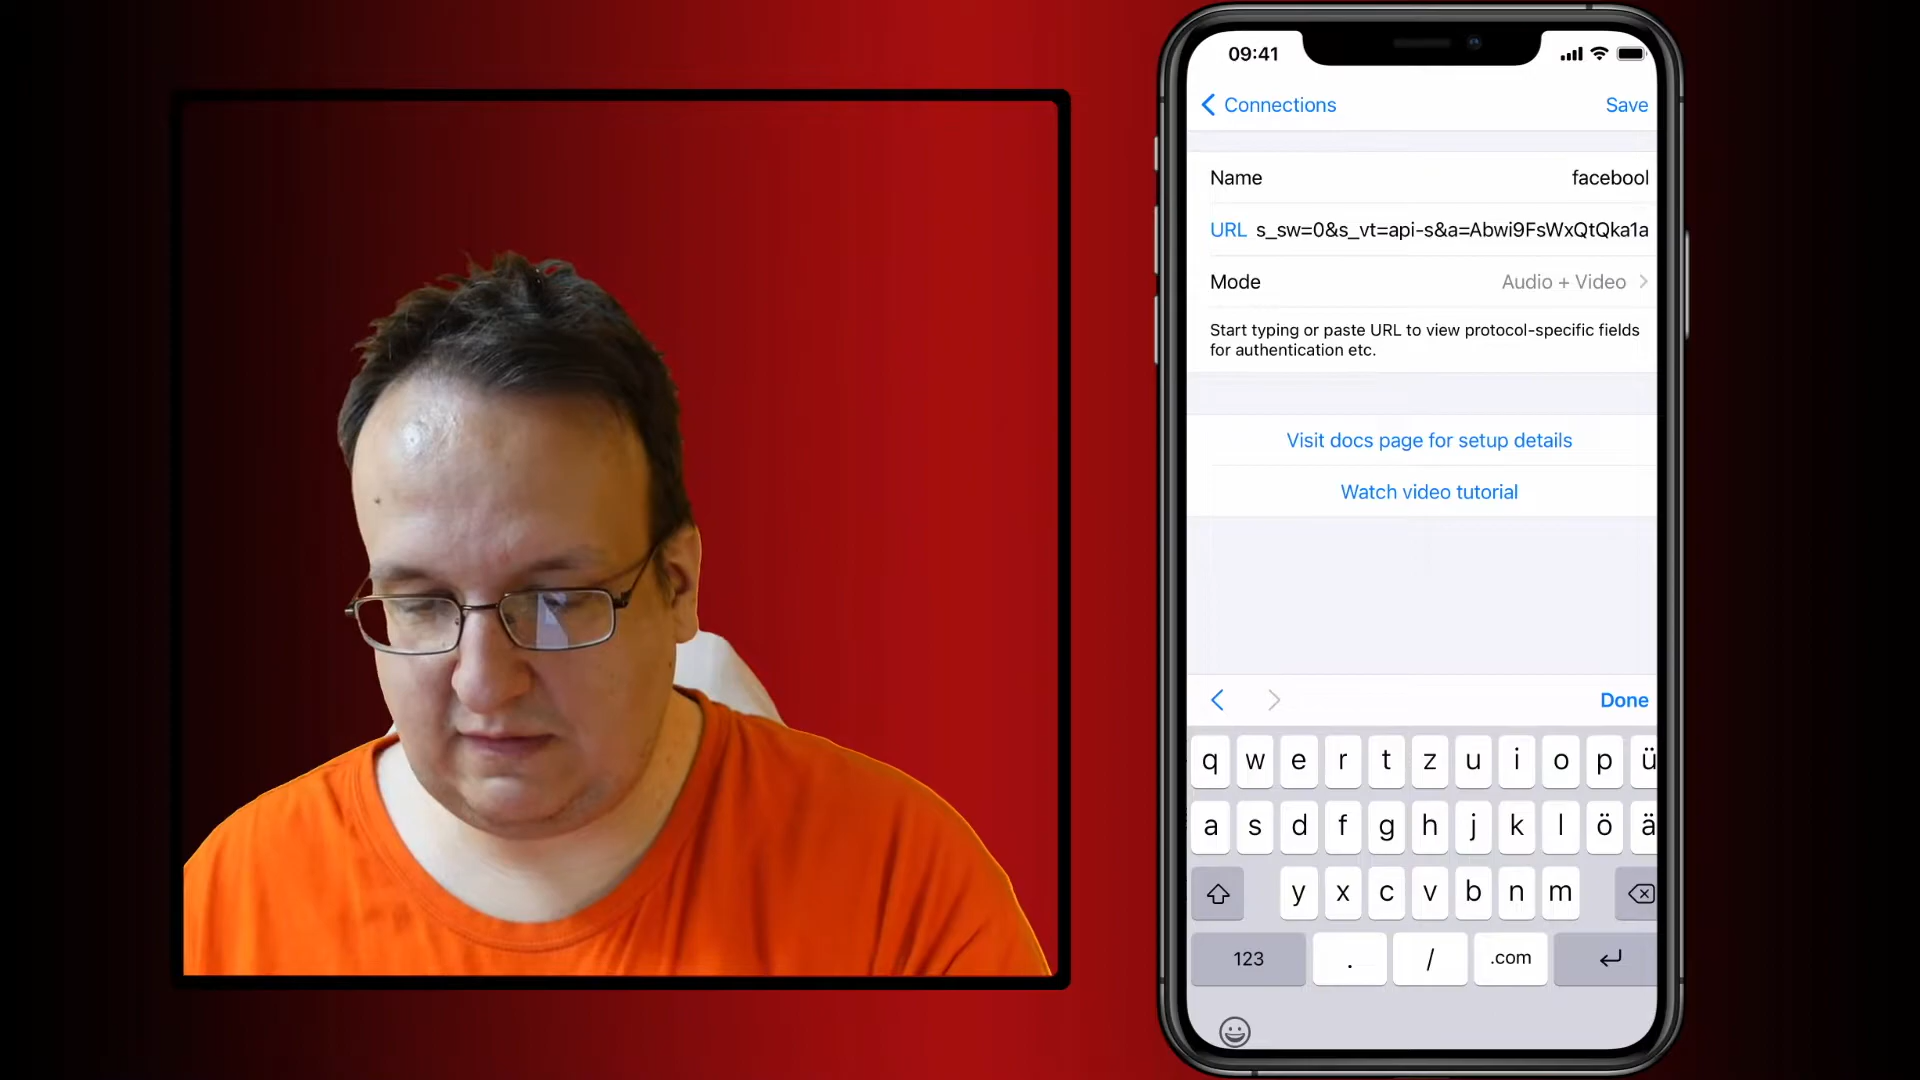 09:41
Connections
Save
Name facebool
URL s_sw=0&s_vt=api-s&a=Abwi9FsWxQtQka1a
Mode Audio + Video
Start typing or paste URL to view protocol-specific fields
for authentication etc.
Visit docs page for setup details
Watch video tutorial
Done
q w e r t z u i o p ü
a s d f g h j k l ö ä
y x c v b n m
123 . / .com